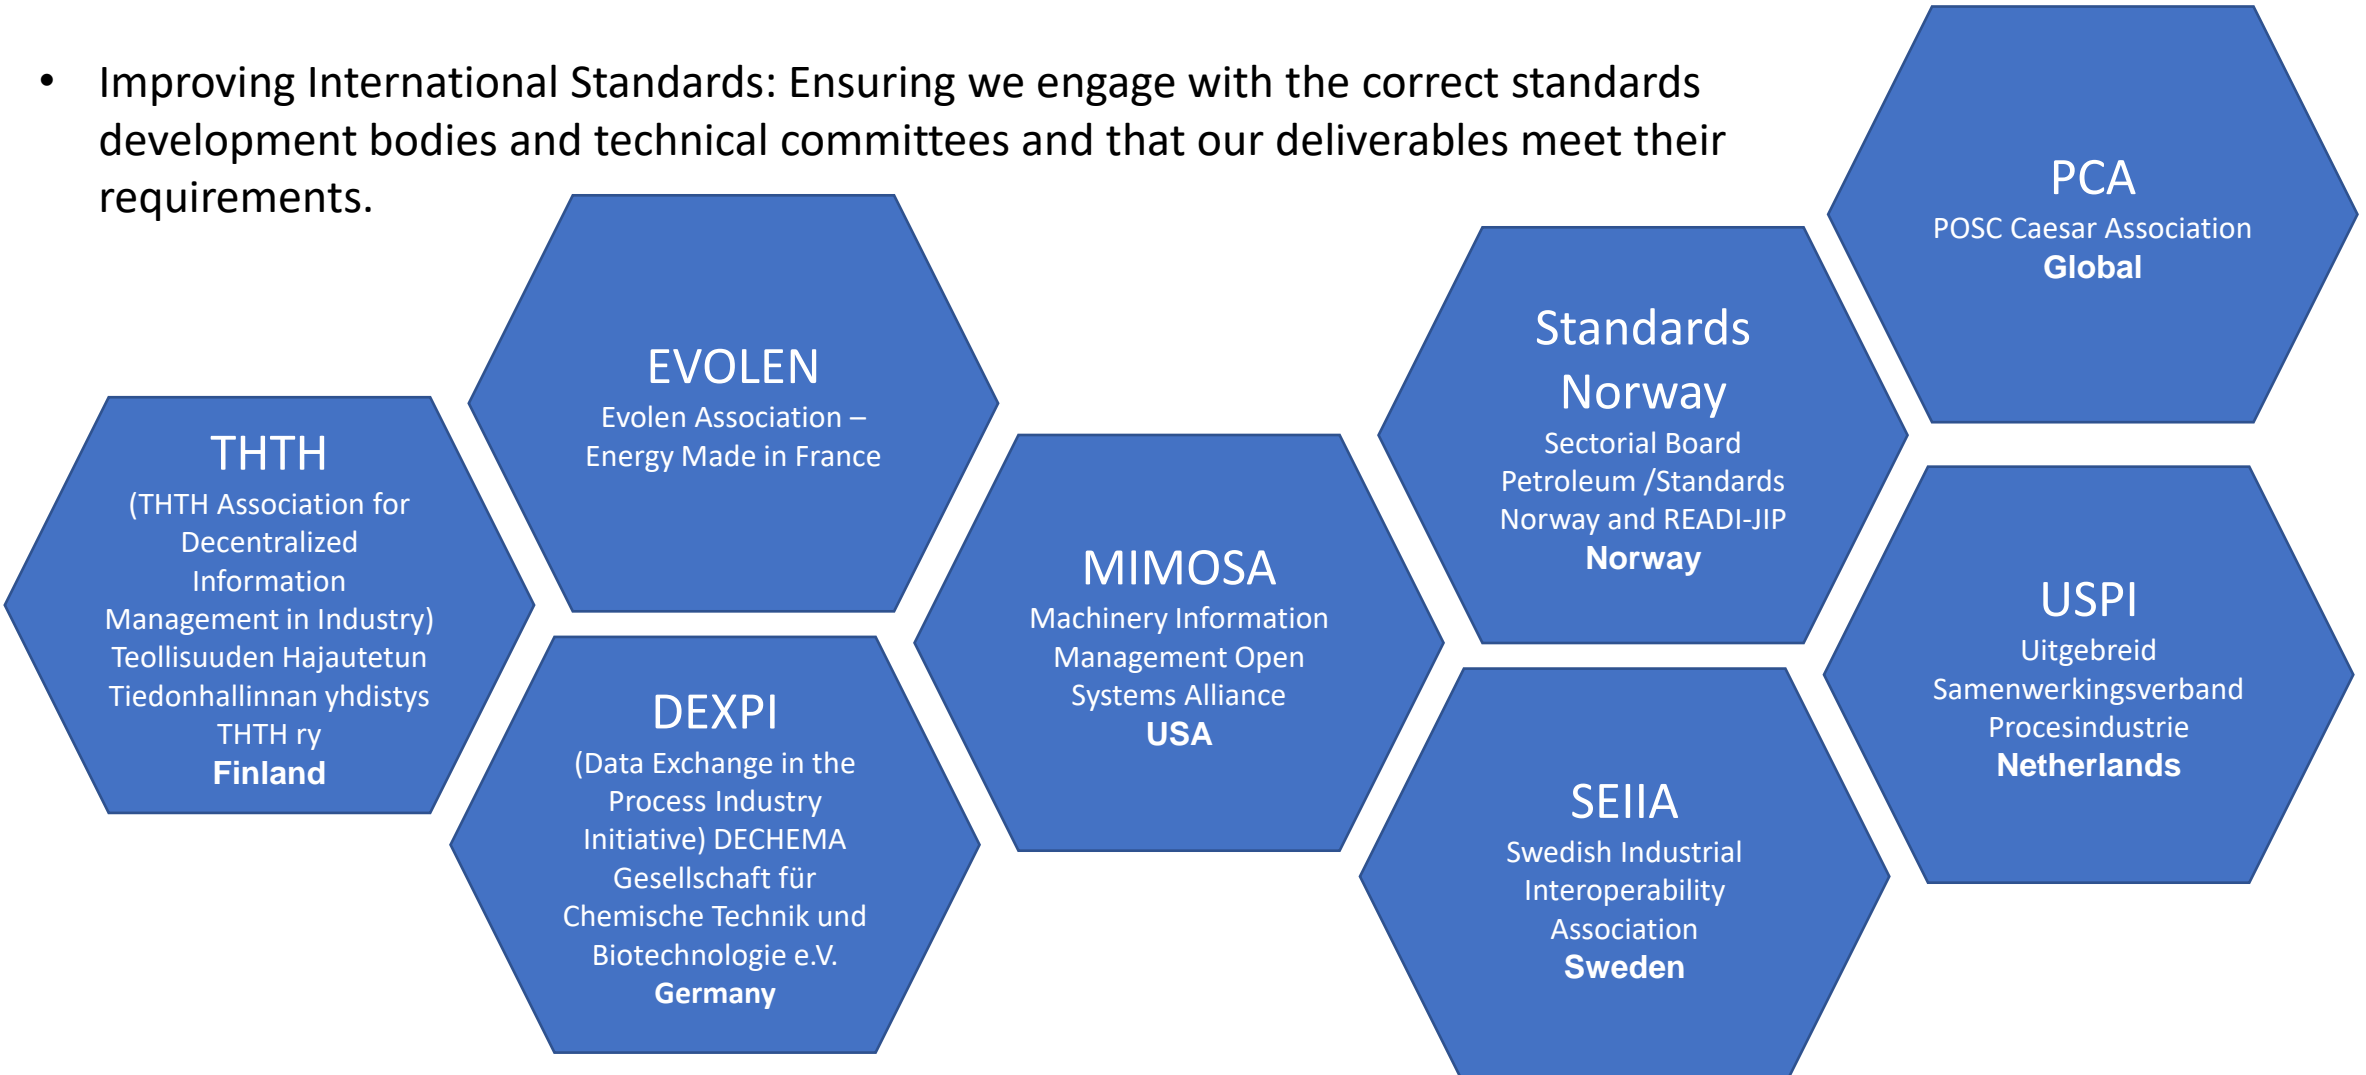 • Improving International Standards: Ensuring we engage with the correct standards
development bodies and technical committees and that our deliverables meet their
requirements.
THTH
(THTH Association for
Decentralized
Information
Management in Industry)
Teollisuuden Hajautetun
Tiedonhallinnan yhdistys
THTH ry
Finland
EVOLEN
Evolen Association –
Energy Made in France
DEXPI
(Data Exchange in the
Process Industry
Initiative) DECHEMA
Gesellschaft für
Chemische Technik und
Biotechnologie e.V.
Germany
MIMOSA
Machinery Information
Management Open
Systems Alliance
USA
Standards
Norway
Sectorial Board
Petroleum /Standards
Norway and READI-JIP
Norway
SEIIA
Swedish Industrial
Interoperability
Association
Sweden
PCA
POSC Caesar Association
Global
USPI
Uitgebreid
Samenwerkingsverband
Procesindustrie
Netherlands